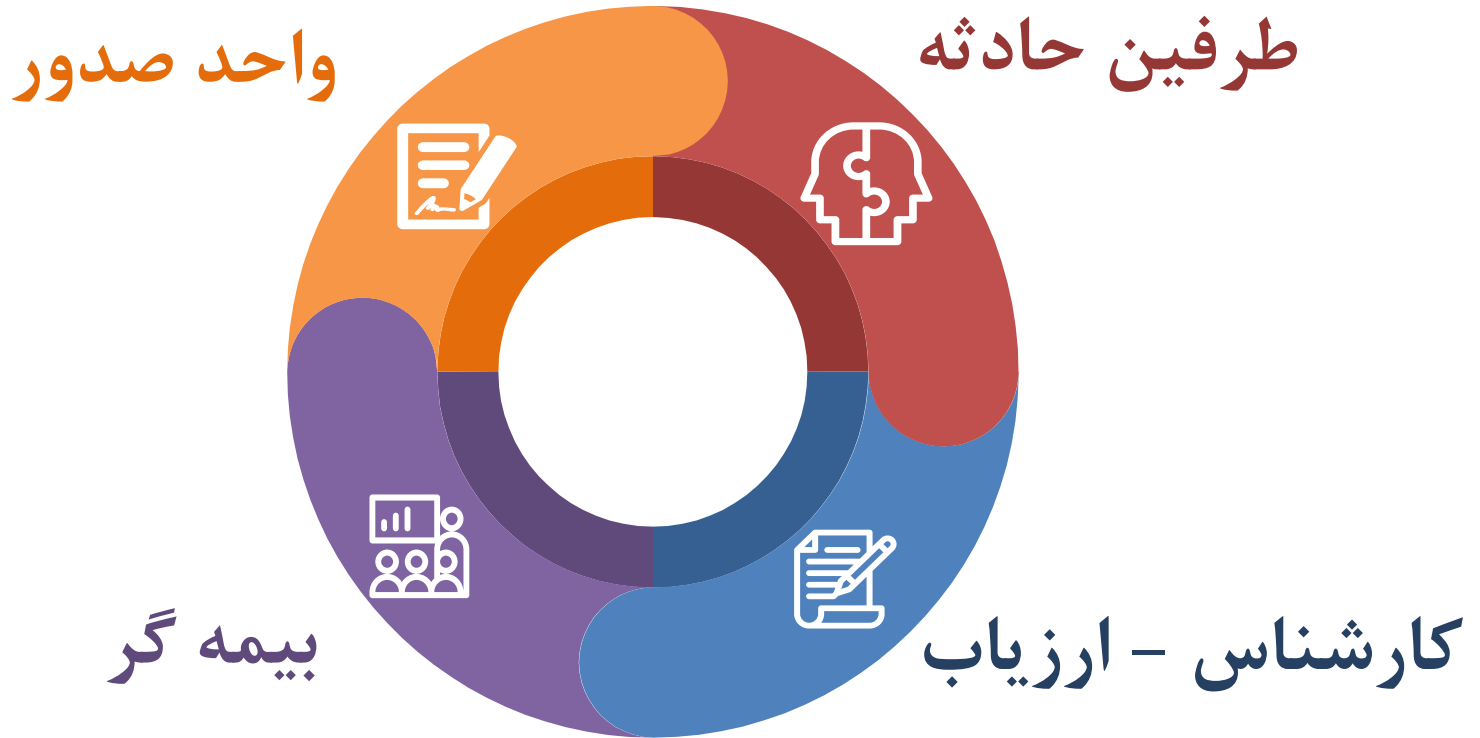 طرفین حادثه
واحد صدور
کارشناس - ارزیاب
بیمه گر